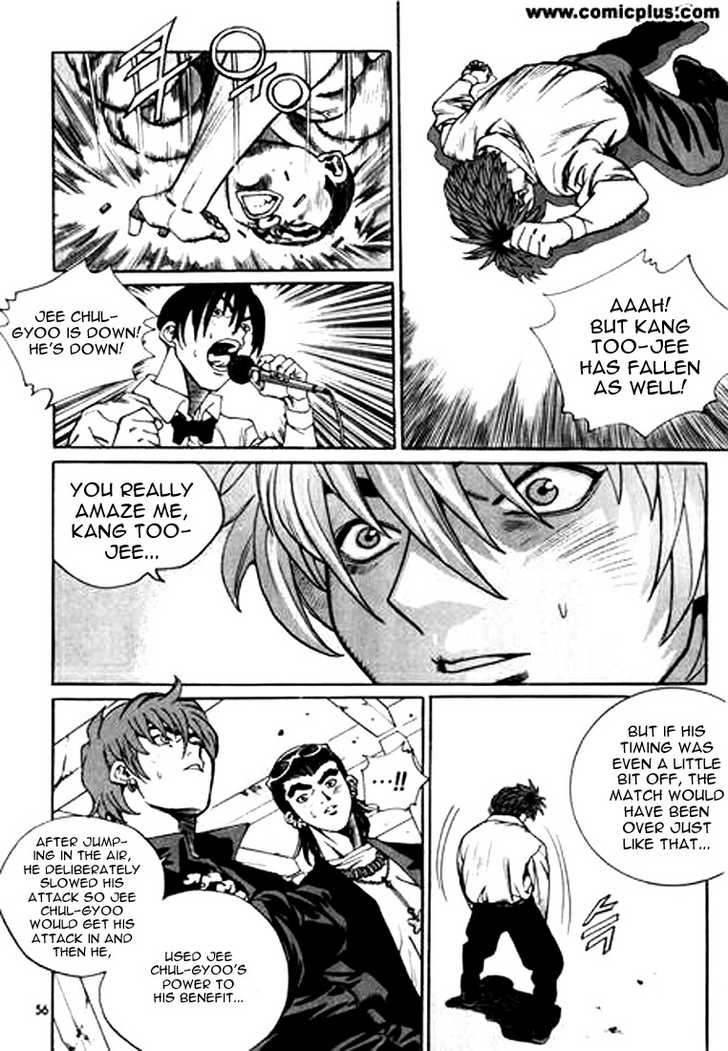 www.comicplus.com
JEE CHUL-
GYOO IS DOWN!
HE'S DOWN!
AAAH!
BUT KANG
TOO-JEE
HAS FALLEN
AS WELL!
YOU REALLY
AMAZE ME,
KANG TOO-
JEE...
AFTER JUMP-
ING IN THE AIR,
HE DELIBERATELY
SLOWED HIS
ATTACK SO JEE
CHUL-GYOO
WOULD GET HIS
ATTACK IN AND
THEN HE,
USED JEE
CHUL-GYOO'S
POWER TO
HIS BENEFIT...
...!!
BUT IF HIS
TIMING WAS
EVEN A LITTLE
BIT OFF, THE
MATCH WOULD
HAVE BEEN
OVER JUST
LIKE THAT...
56